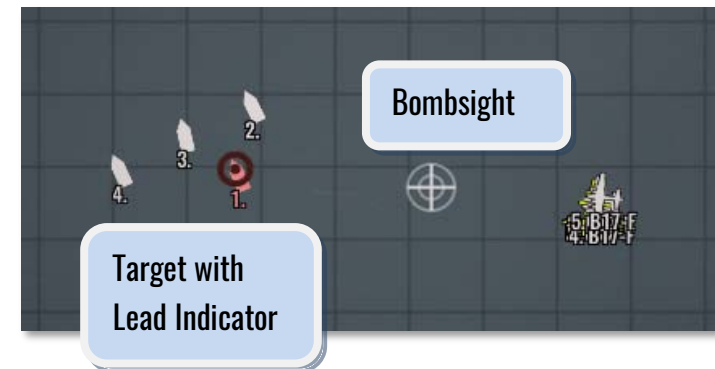 Bombsight
2.
3.
4.
1.
5. B17-F
4. B17-F
Target with
Lead Indicator